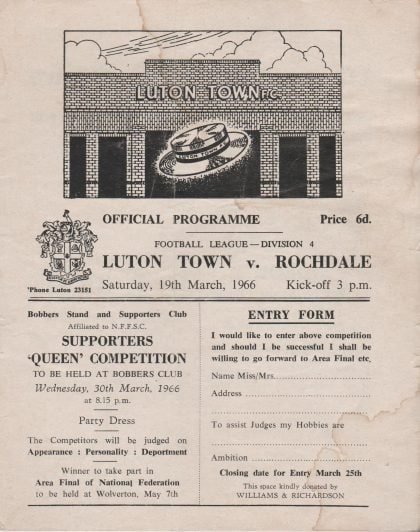 LUTON TOWN F.C.
LUTON TOWN
OFFICIAL PROGRAMME Price 6d.
FOOTBALL LEAGUE — DIVISION 4
LUTON TOWN v. ROCHDALE
Saturday, 19th March, 1966 Kick-off 3 p.m.
'Phone Luton 23151
Bobbers Stand and Supporters Club
Affiliated to N.F.F.S.C.
SUPPORTERS
'QUEEN' COMPETITION
TO BE HELD AT BOBBERS CLUB
Wednesday, 30th March, 1966
at 8.15 p.m.
Party Dress
The Competitors will be judged on
Appearance : Personality : Deportment
Winner to take part in
Area Final of National Federation
to be held at Wolverton, May 7th
ENTRY FORM
I would like to enter above competition
and should I be successful I shall be
willing to go forward to Area Final etc.
Name Miss/Mrs.
Address
To assist Judges my Hobbies are
Ambition
Closing date for Entry March 25th
This space kindly donated by
WILLIAMS & RICHARDSON